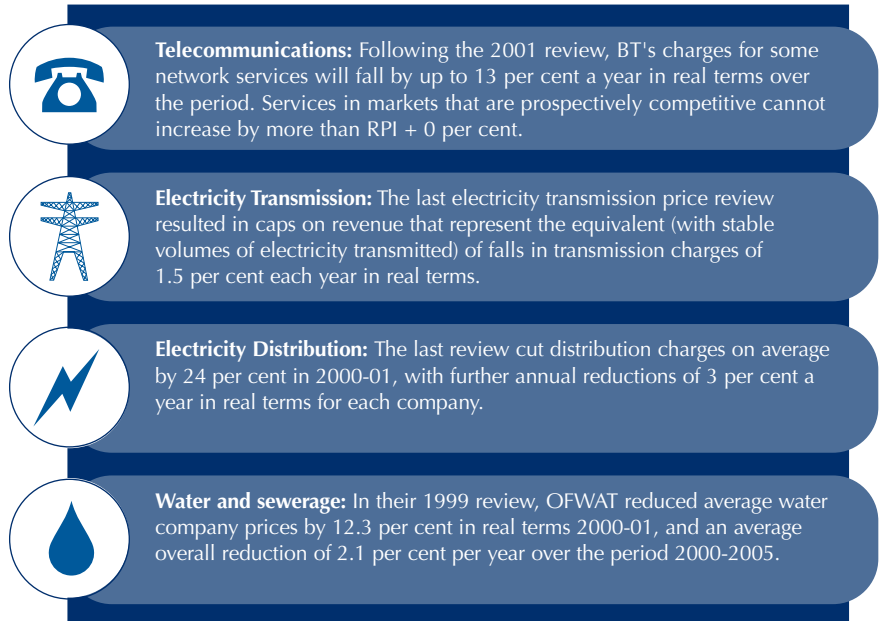 Telecommunications: Following the 2001 review, BT's charges for some
network services will fall by up to 13 per cent a year in real terms over
the period. Services in markets that are prospectively competitive cannot
increase by more than RPI + 0 per cent.
Electricity Transmission: The last electricity transmission price review
resulted in caps on revenue that represent the equivalent (with stable
volumes of electricity transmitted) of falls in transmission charges of
1.5 per cent each year in real terms.
Electricity Distribution: The last review cut distribution charges on average
by 24 per cent in 2000-01, with further annual reductions of 3 per cent a
year in real terms for each company.
Water and sewerage: In their 1999 review, OFWAT reduced average water
company prices by 12.3 per cent in real terms 2000-01, and an average
overall reduction of 2.1 per cent per year over the period 2000-2005.